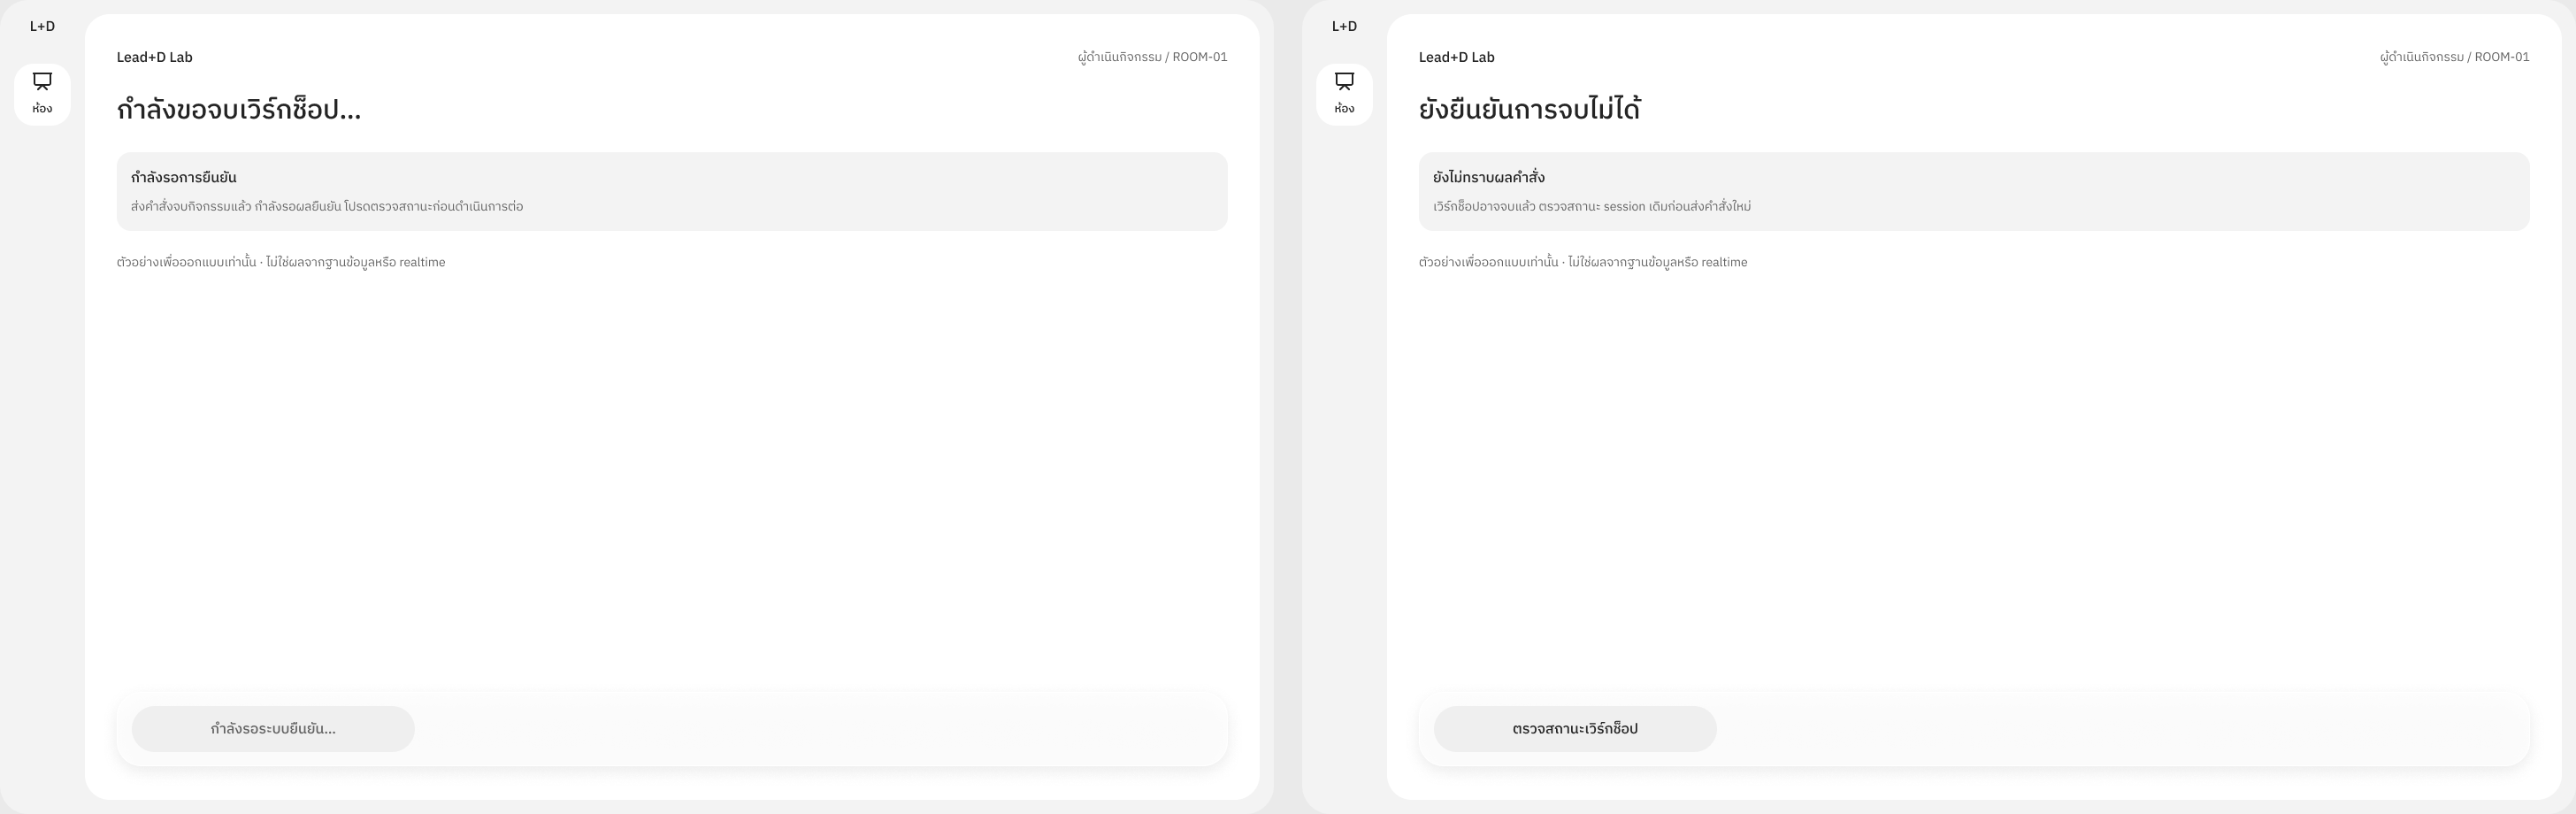 L+D
ห้อง
Lead+D Lab
ผู้ดำเนินกิจกรรม / ROOM-01
กำลังขอจบเวิร์กช็อป...
กำลังรอการยืนยัน
ส่งคำสั่งจบกิจกรรมแล้ว กำลังรอผลยืนยัน โปรดตรวจสถานะก่อนดำเนินการต่อ
ตัวอย่างเพื่อออกแบบเท่านั้น · ไม่ใช่ผลจากฐานข้อมูลหรือ realtime
กำลังรอระบบยืนยัน...
L+D
ห้อง
Lead+D Lab
ผู้ดำเนินกิจกรรม / ROOM-01
ยังยืนยันการจบไม่ได้
ยังไม่ทราบผลคำสั่ง
เวิร์กช็อปอาจจบแล้ว ตรวจสถานะ session เดิมก่อนส่งคำสั่งใหม่
ตัวอย่างเพื่อออกแบบเท่านั้น · ไม่ใช่ผลจากฐานข้อมูลหรือ realtime
ตรวจสถานะเวิร์กช็อป